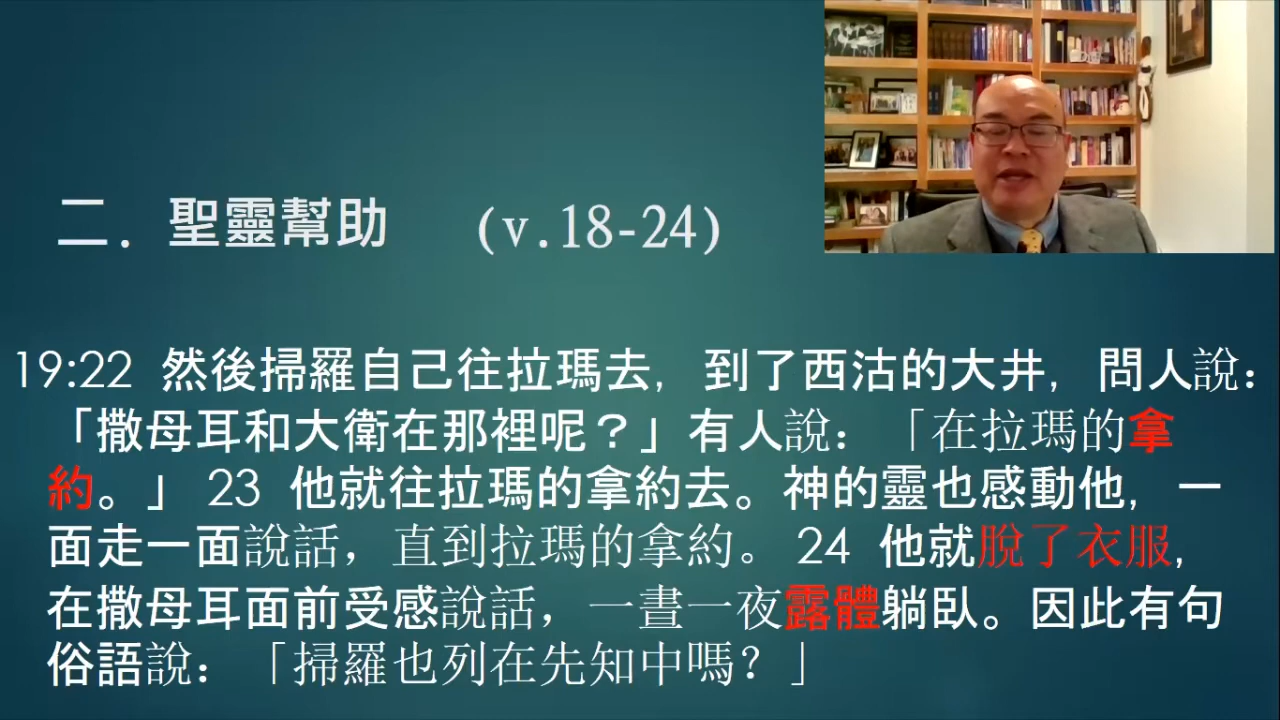 二. 聖靈幫助 (v.18-24)
19:22 然後掃羅自己往拉瑪去, 到了西沽的大井, 問人說:
「撒母耳和大衛在那裡呢？」有人說: 「在拉瑪的拿
約。」 23 他就往拉瑪的拿約去。神的靈也感動他, 一
面走一面說話，直到拉瑪的拿約。 24 他就脫了衣服,
在撒母耳面前受感說話，一晝一夜露體躺臥。因此有句
俗語說: 「掃羅也列在先知中嗎？」